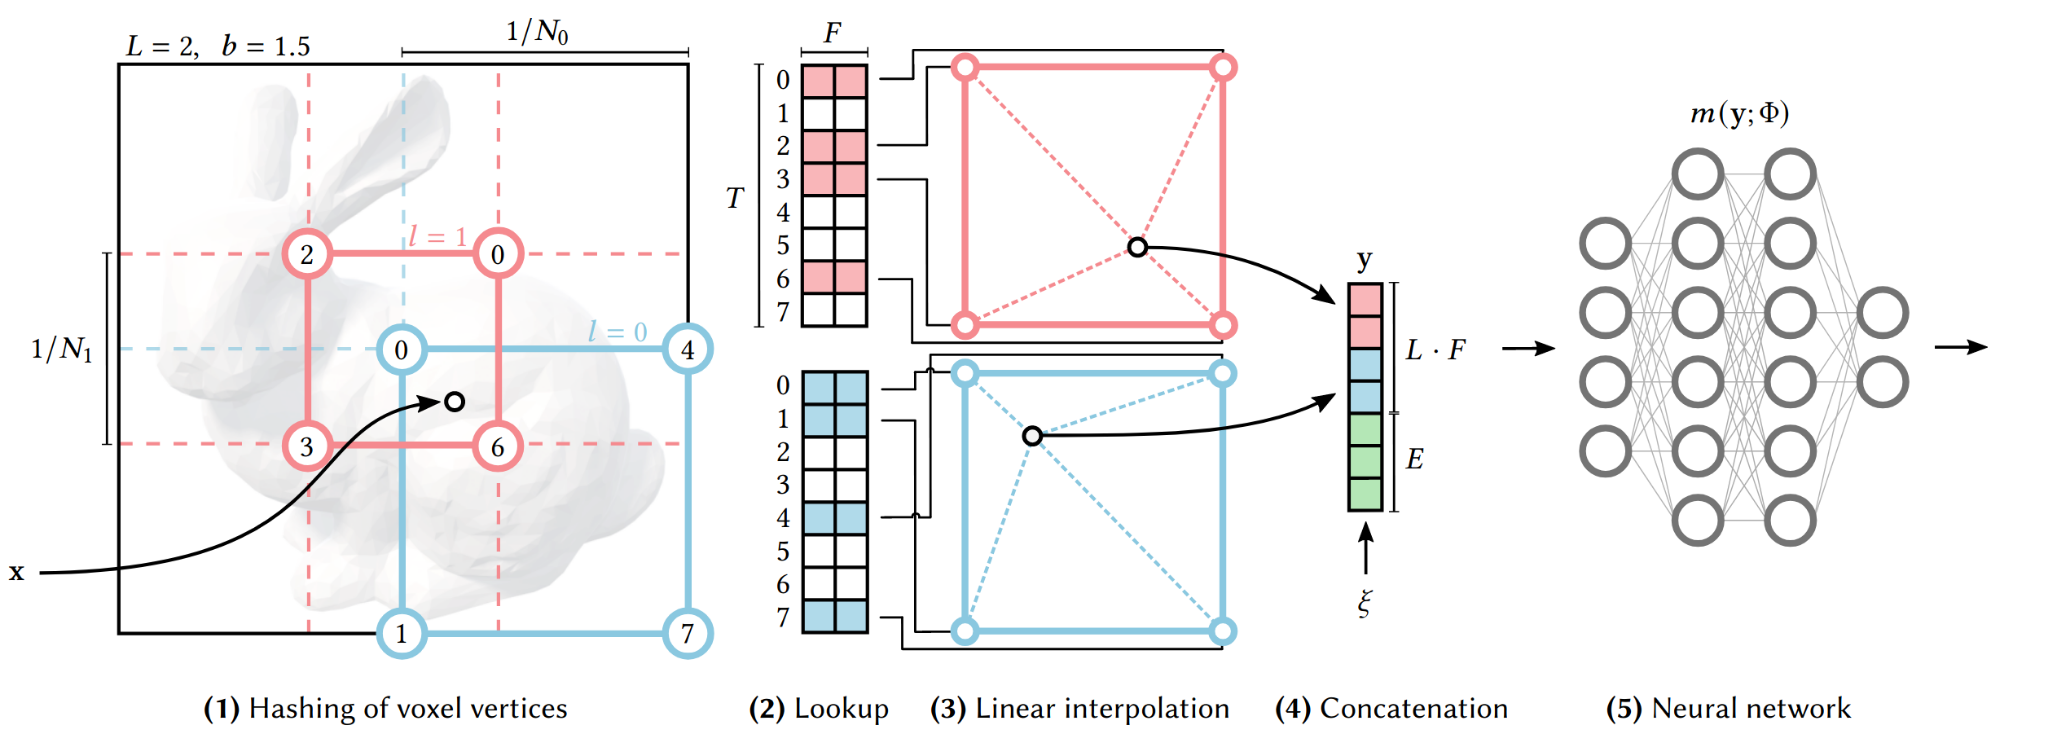 L = 2, b = 1.5
1/N₀
l = 1
2
0
1/N₁
l = 0
0
4
3
6
x
1
7
F
T
0
1
2
3
4
5
6
7
0
1
2
3
4
5
6
7
y
L · F
E
ξ
m(y; Φ)
(1) Hashing of voxel vertices
(2) Lookup
(3) Linear interpolation
(4) Concatenation
(5) Neural network